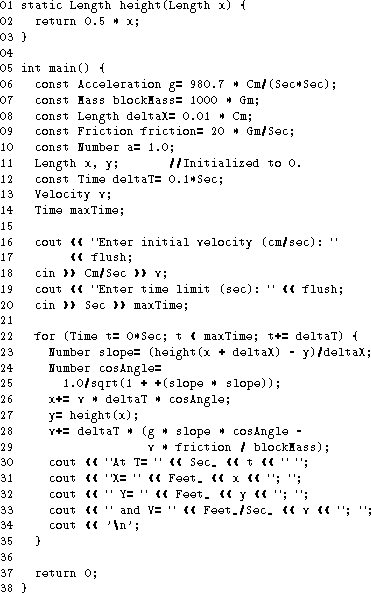 01 static Length height(Length x) {
02   return 0.5 * x;
03 }
04
05 int main() {
06   const Acceleration g= 980.7 * Cm/(Sec*Sec);
07   const Mass blockMass= 1000 * Gm;
08   const Length deltaX= 0.01 * Cm;
09   const Friction friction= 20 * Gm/Sec;
10   const Number a= 1.0;
11   Length x, y;       //Initialized to 0.
12   const Time deltaT= 0.1*Sec;
13   Velocity v;
14   Time maxTime;
15
16   cout << "Enter initial velocity (cm/sec): "
17        << flush;
18   cin >> Cm/Sec >> v;
19   cout << "Enter time limit (sec): " << flush;
20   cin >> Sec >> maxTime;
21
22   for (Time t= 0*Sec; t < maxTime; t+= deltaT) {
23     Number slope= (height(x + deltaX) - y)/deltaX;
24     Number cosAngle=
25       1.0/sqrt(1 + +(slope * slope));
26     x+= v * deltaT * cosAngle;
27     y= height(x);
28     v+= deltaT * (g * slope * cosAngle -
29                   v * friction / blockMass);
30     cout << "At T= " << Sec_ << t << " ";
31     cout << "X= " << Feet_ << x << "; ";
32     cout << " Y= " << Feet_ << y << "; ";
33     cout << " and V= " << Feet_/Sec_ << v << "; ";
34     cout << '\n';
35   }
36
37   return 0;
38 }